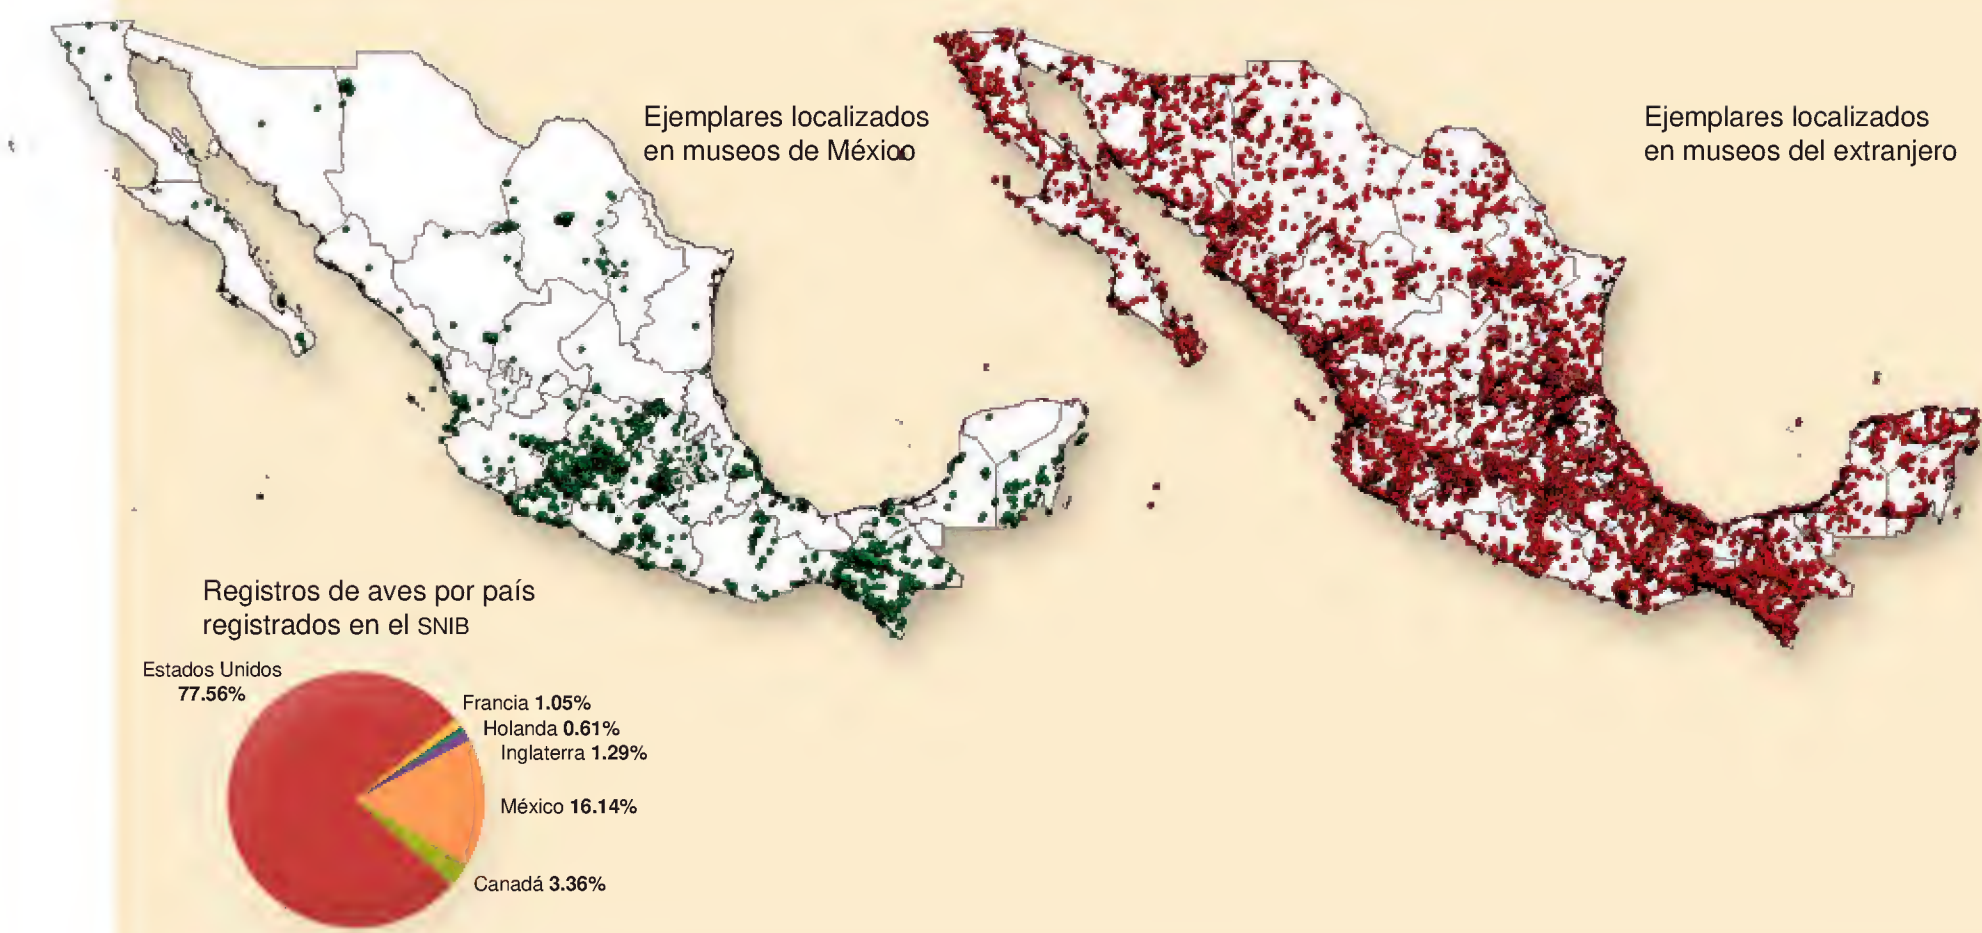 Ejemplares localizados
en museos de México
Ejemplares localizados
en museos del extranjero
Registros de aves por país
registrados en el SNIB
Estados Unidos
77.56%
Francia 1.05%
Holanda 0.61%
Inglaterra 1.29%
México 16.14%
Canadá 3.36%